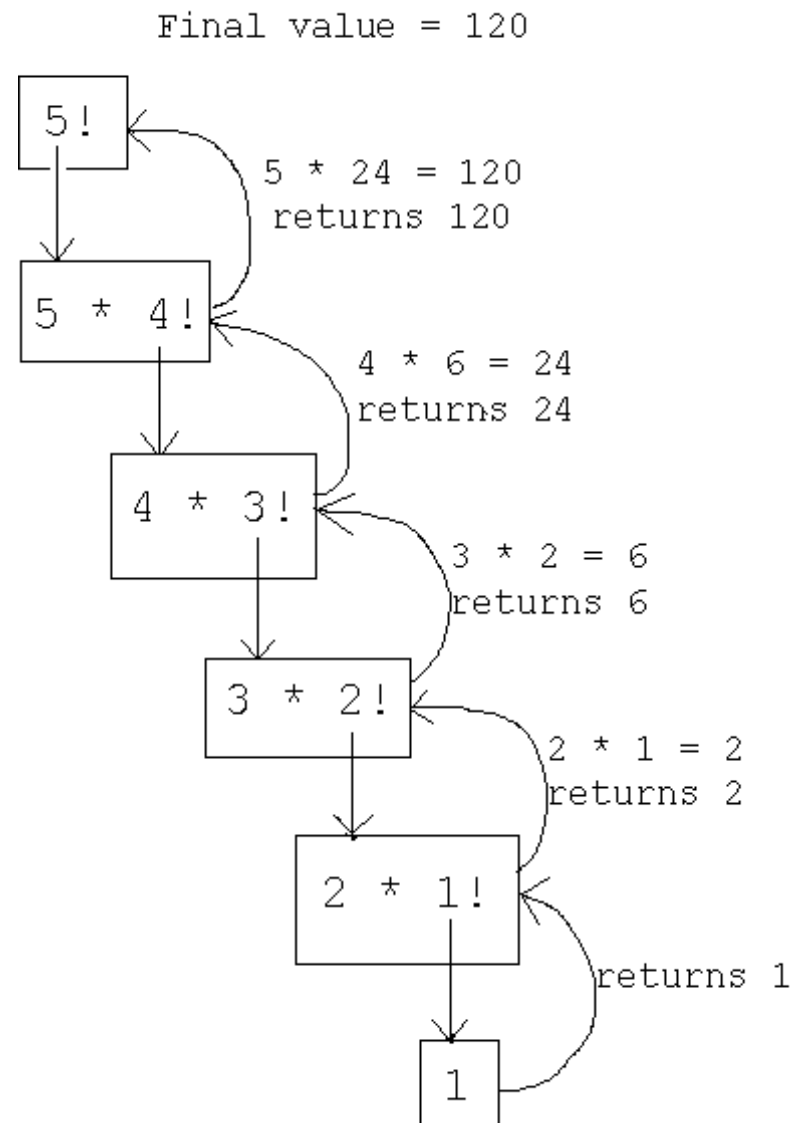 Final value = 120
5!
5 * 24 = 120
returns 120
5 * 4!
4 * 6 = 24
returns 24
4 * 3!
3 * 2 = 6
returns 6
3 * 2!
2 * 1 = 2
returns 2
2 * 1!
returns 1
1